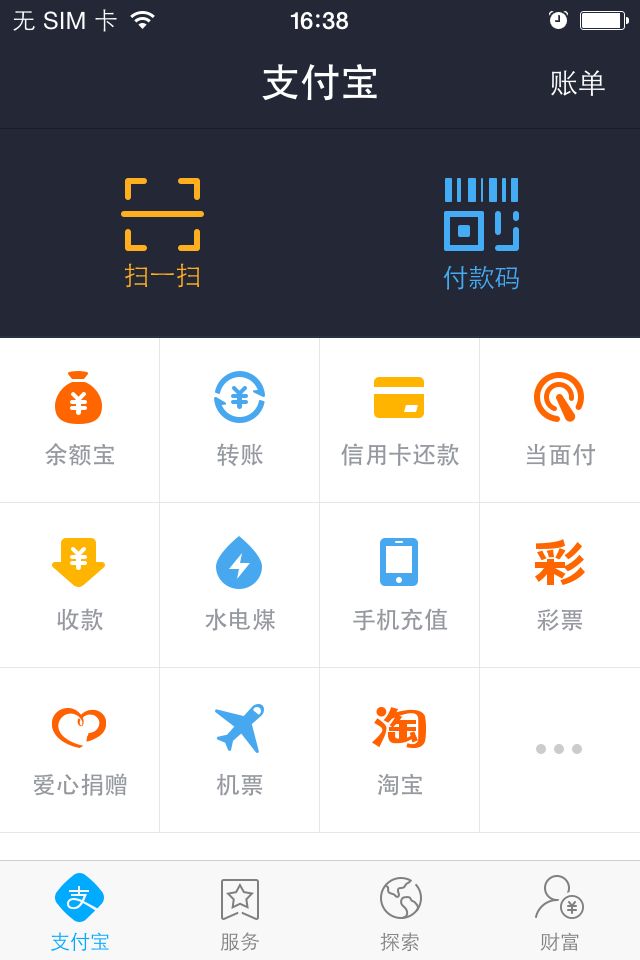 无 SIM 卡 16:38
支付宝 账单
扫一扫 付款码
余额宝 转账 信用卡还款 当面付
收款 水电煤 手机充值 彩 彩票
爱心捐赠 机票 淘 淘宝
支 支付宝 服务 探索 财富